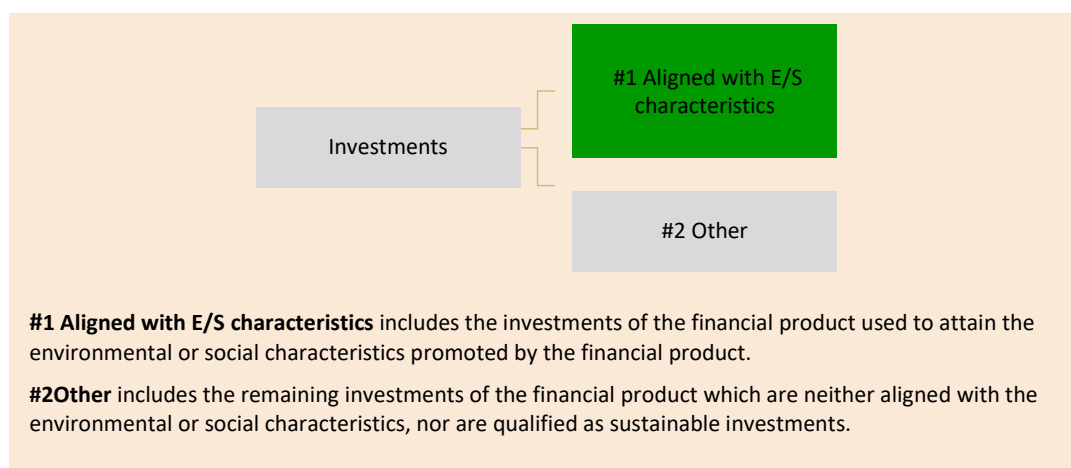 #1 Aligned with E/S
characteristics
Investments
#2 Other
#1 Aligned with E/S characteristics includes the investments of the financial product used to attain the
environmental or social characteristics promoted by the financial product.
#2Other includes the remaining investments of the financial product which are neither aligned with the
environmental or social characteristics, nor are qualified as sustainable investments.